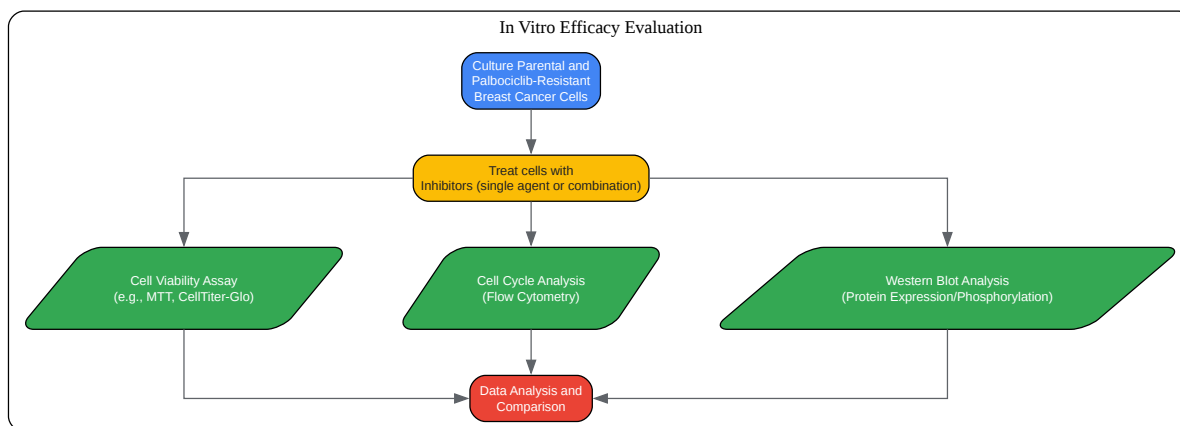 In Vitro Efficacy Evaluation
Culture Parental and
Palbociclib-Resistant
Breast Cancer Cells
Treat cells with
Inhibitors (single agent or combination)
Cell Viability Assay
(e.g., MTT, CellTiter-Glo)
Cell Cycle Analysis
(Flow Cytometry)
Western Blot Analysis
(Protein Expression/Phosphorylation)
Data Analysis and
Comparison